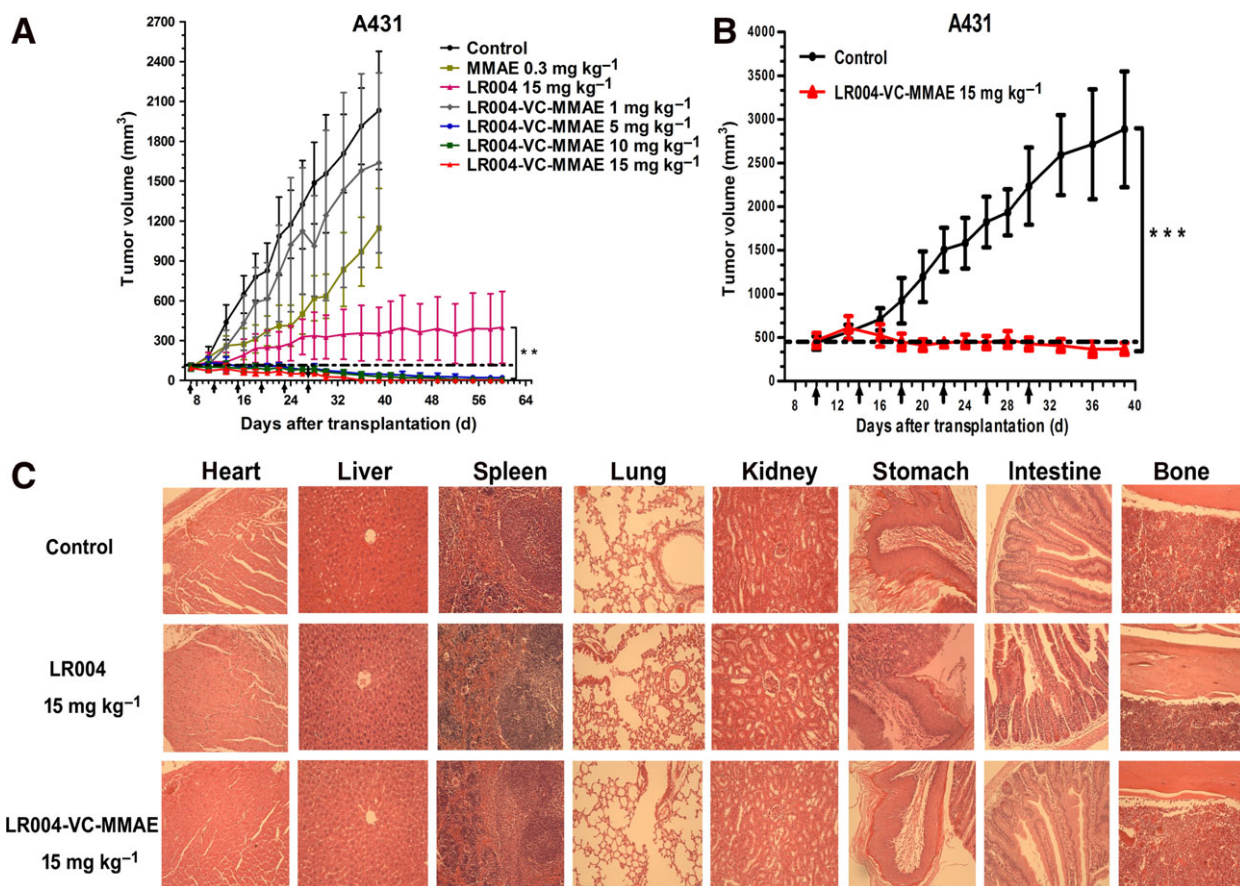 A
A431
Tumor volume (mm³)
2700
2400
2100
1800
1500
1200
900
600
300
0
Control
MMAE 0.3 mg kg⁻¹
LR004 15 mg kg⁻¹
LR004-VC-MMAE 1 mg kg⁻¹
LR004-VC-MMAE 5 mg kg⁻¹
LR004-VC-MMAE 10 mg kg⁻¹
LR004-VC-MMAE 15 mg kg⁻¹
**
8 16 24 32 40 48 56 64
Days after transplantation (d)
B
A431
Tumor volume (mm³)
4000
3500
3000
2500
2000
1500
1000
500
0
Control
LR004-VC-MMAE 15 mg kg⁻¹
***
8 12 16 20 24 28 32 36 40
Days after transplantation (d)
C
Heart Liver Spleen Lung Kidney Stomach Intestine Bone
Control
LR004
15 mg kg⁻¹
LR004-VC-MMAE
15 mg kg⁻¹